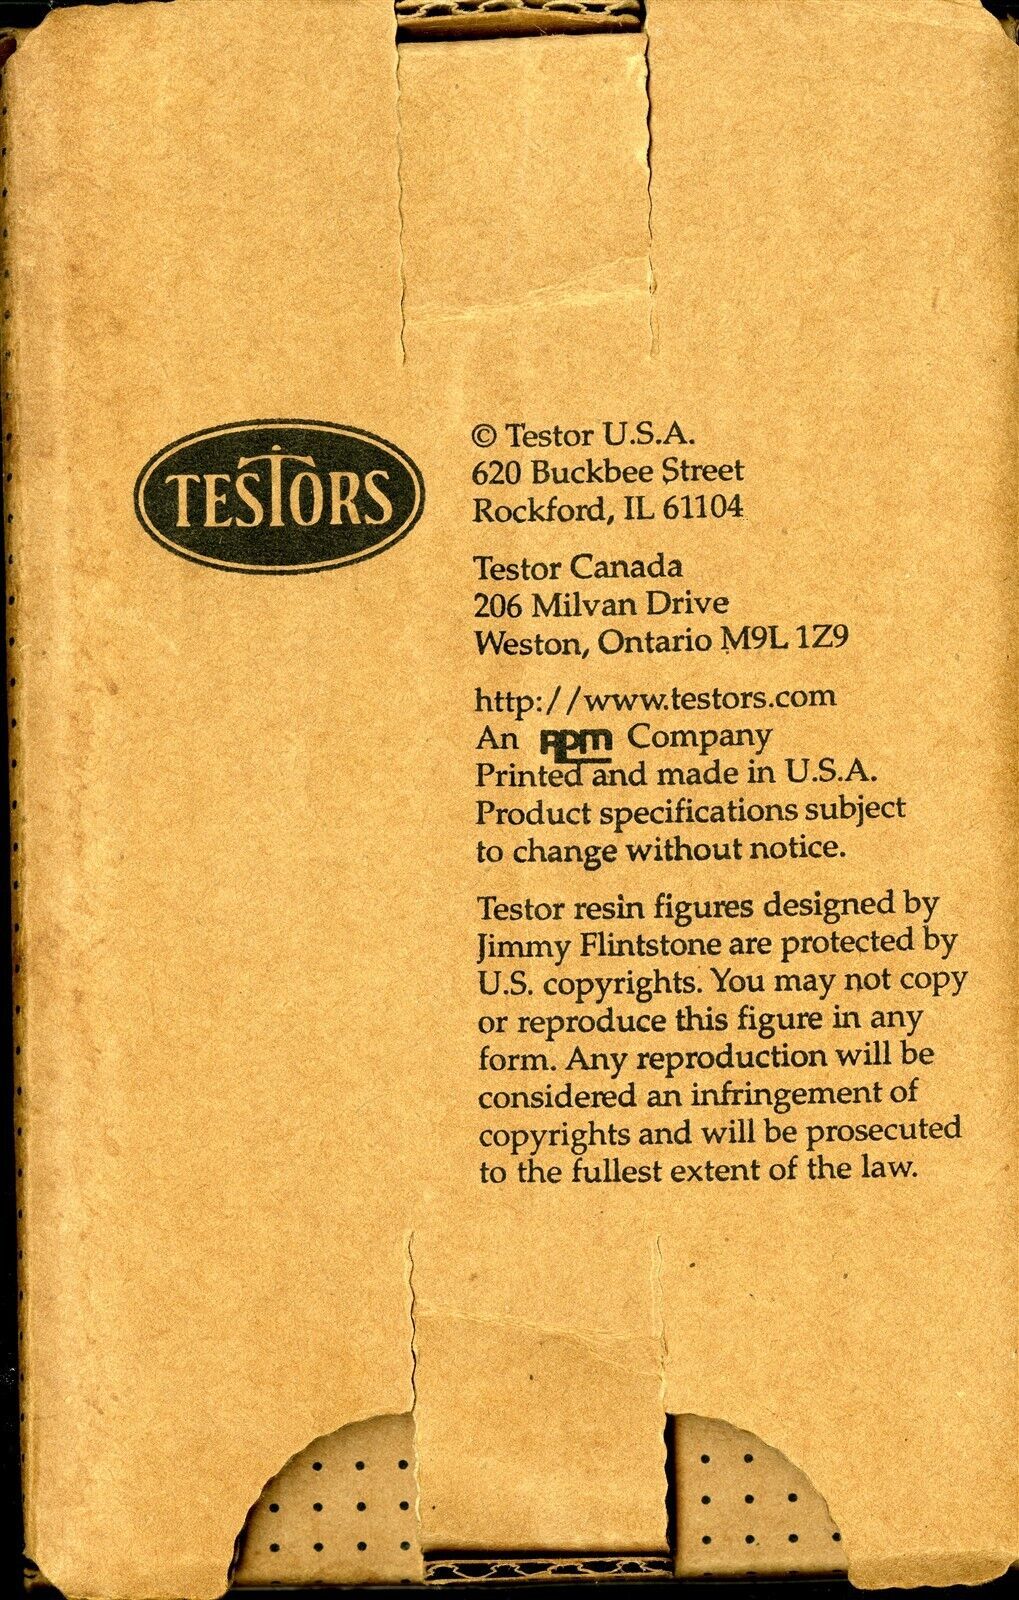 TESTORS
© Testor U.S.A.
620 Buckbee Street
Rockford, IL 61104
Testor Canada
206 Milvan Drive
Weston, Ontario M9L 1Z9
http://www.testors.com
An rpm Company
Printed and made in U.S.A.
Product specifications subject
to change without notice.
Testor resin figures designed by
Jimmy Flintstone are protected by
U.S. copyrights. You may not copy
or reproduce this figure in any
form. Any reproduction will be
considered an infringement of
copyrights and will be prosecuted
to the fullest extent of the law.